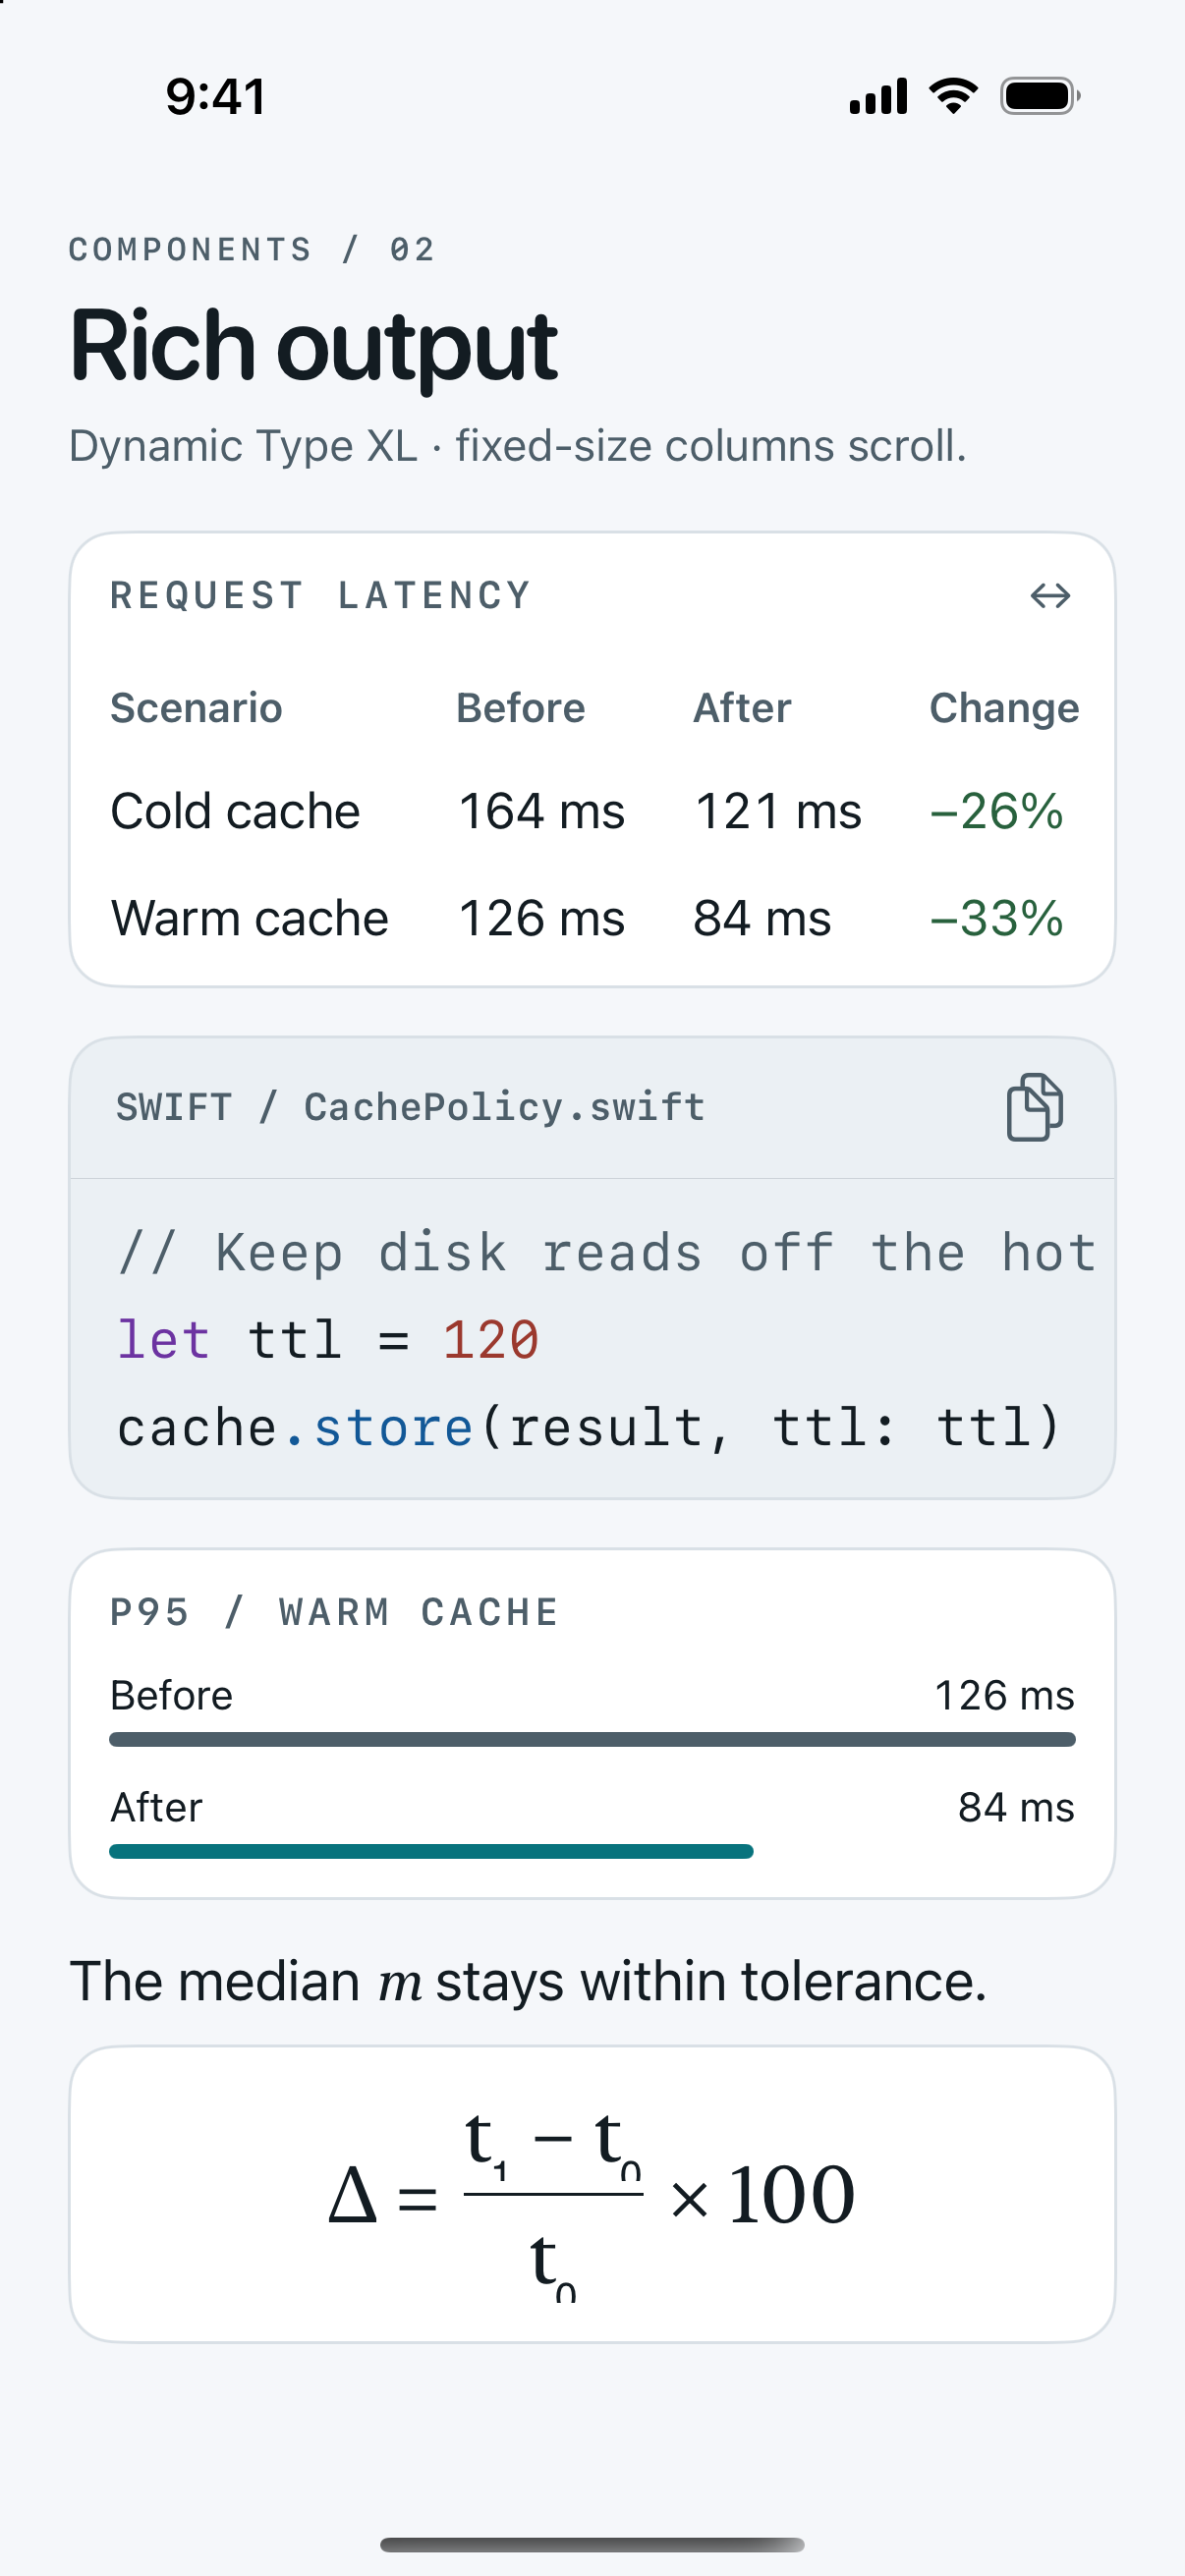 9:41
COMPONENTS / 02
Rich output
Dynamic Type XL · fixed-size columns scroll.
REQUEST LATENCY
Scenario Before After Change
Cold cache 164 ms 121 ms −26%
Warm cache 126 ms 84 ms −33%
SWIFT / CachePolicy.swift
// Keep disk reads off the hot
let ttl = 120
cache.store(result, ttl: ttl)
P95 / WARM CACHE
Before 126 ms
After 84 ms
The median m stays within tolerance.
t₁ − t₀
Δ = × 100
t₀